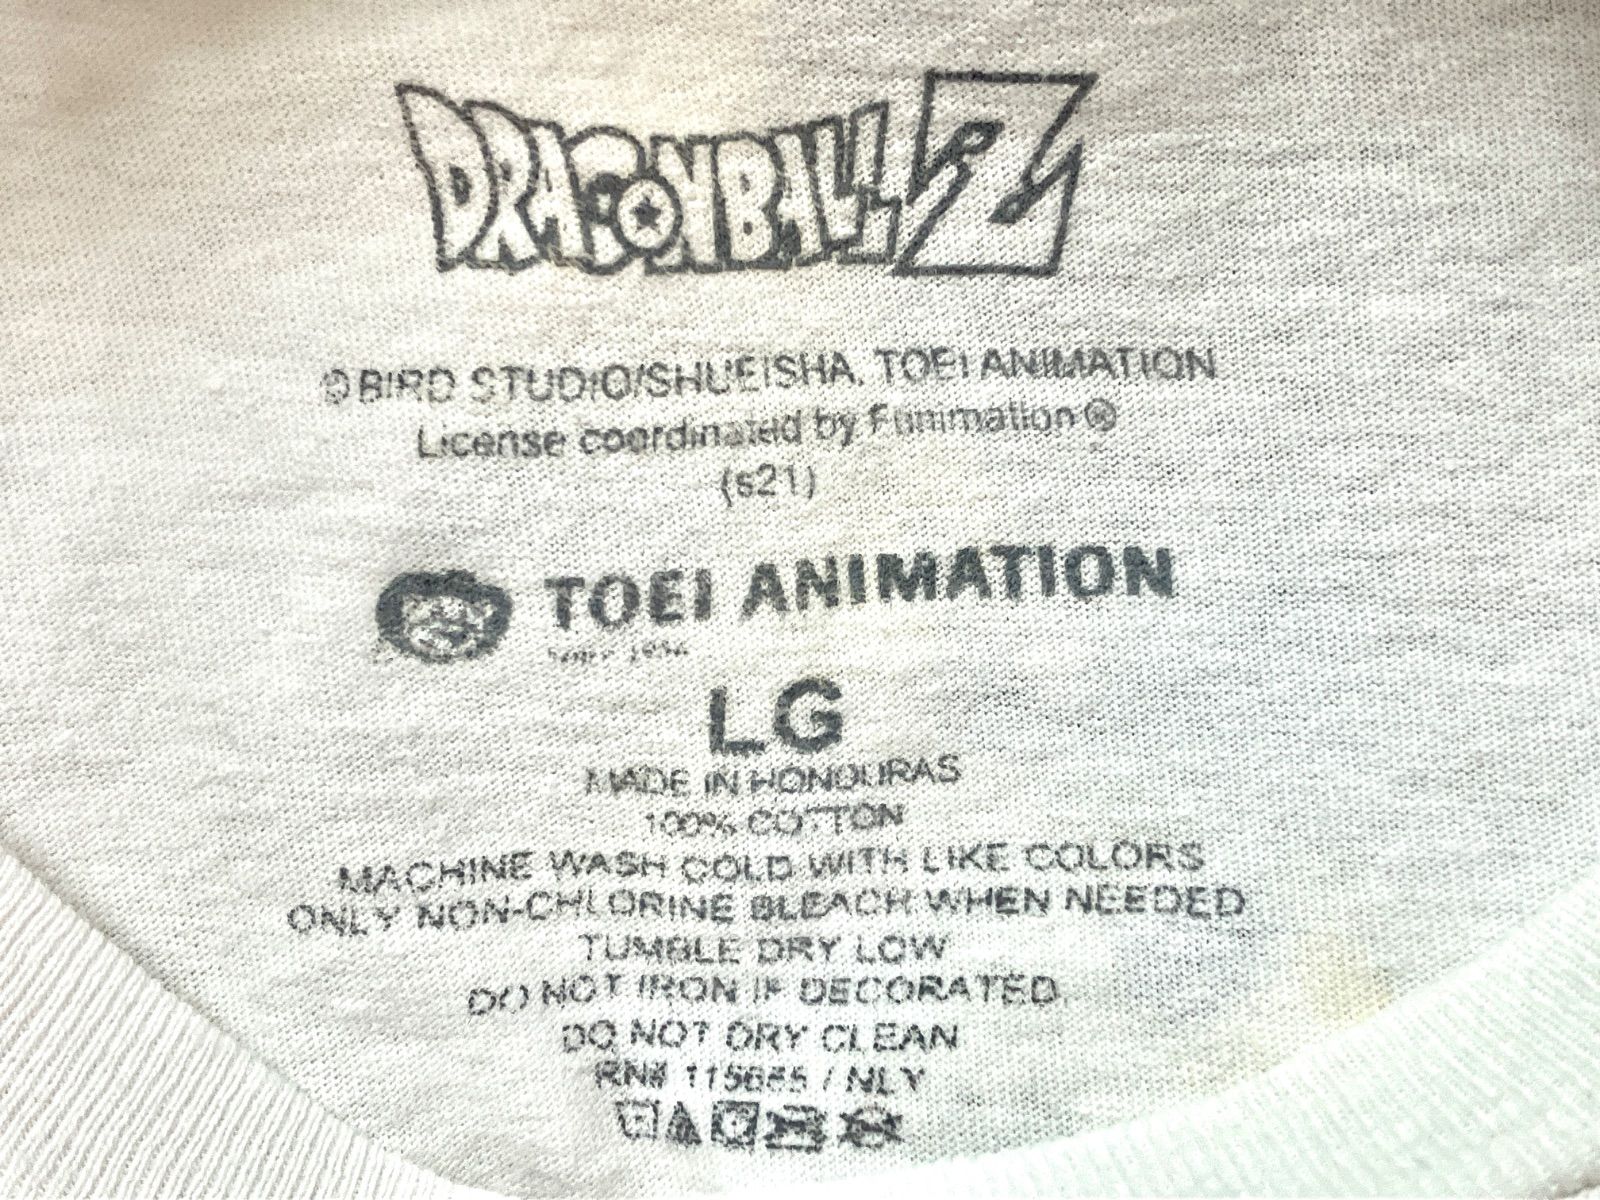 DRAGONBALL Z
© BIRD STUDIO/SHUEISHA, TOEI ANIMATION
License coordinated by Funimation®
(s21)
TOEI ANIMATION
LG
MADE IN HONDURAS
100% COTTON
MACHINE WASH COLD WITH LIKE COLORS
ONLY NON-CHLORINE BLEACH WHEN NEEDED
TUMBLE DRY LOW
DO NOT IRON IF DECORATED
DO NOT DRY CLEAN
RN# / NLY